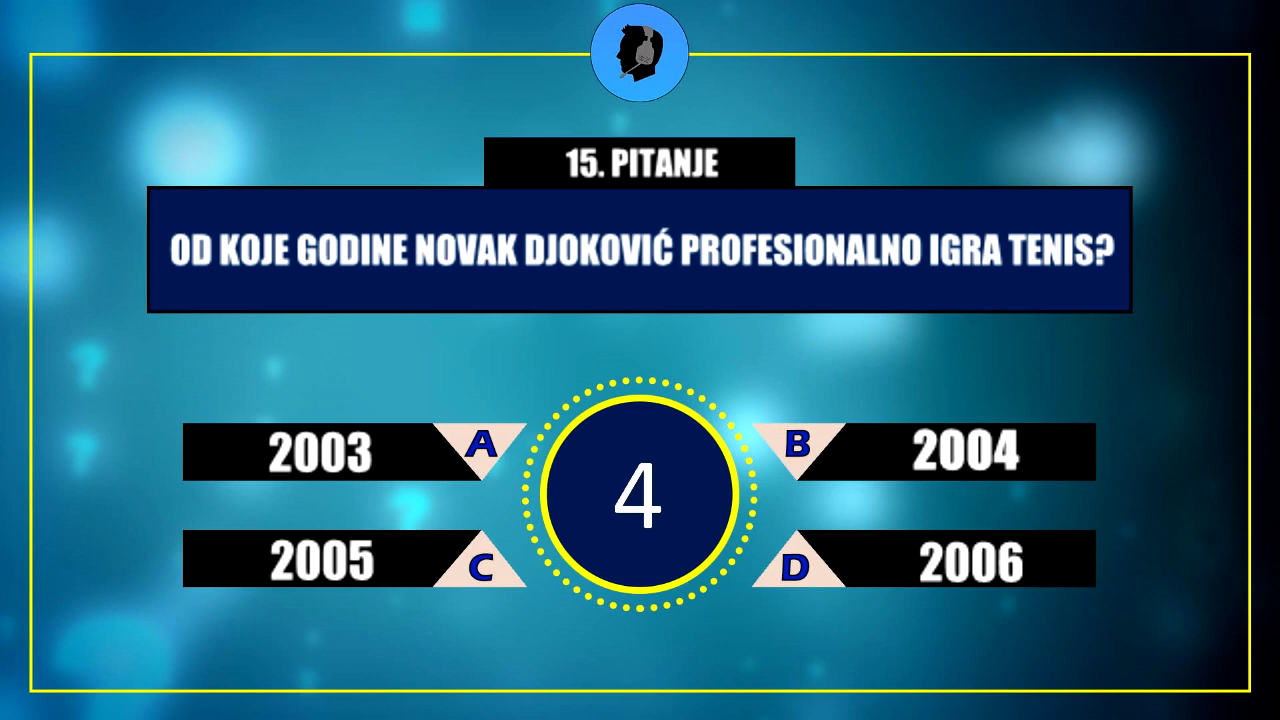 15. PITANJE
OD KOJE GODINE NOVAK DJOKOVIĆ PROFESIONALNO IGRA TENIS?
2003 A
B 2004
4
2005 C
D 2006